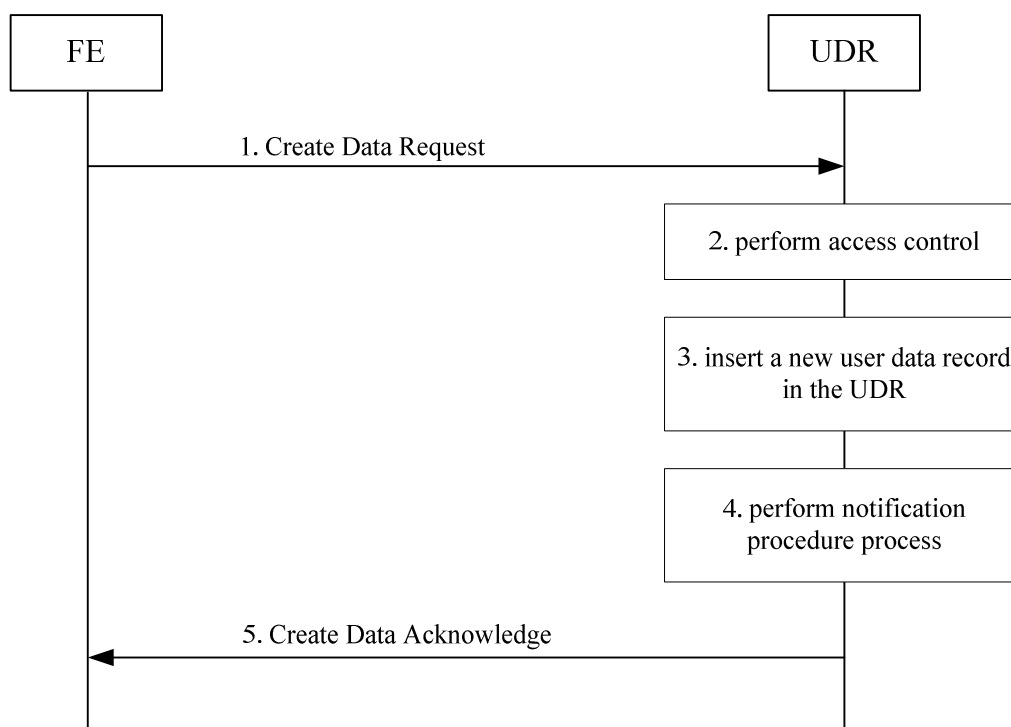 FE
UDR
1. Create Data Request
2. perform access control
3. insert a new user data record
in the UDR
4. perform notification
procedure process
5. Create Data Acknowledge